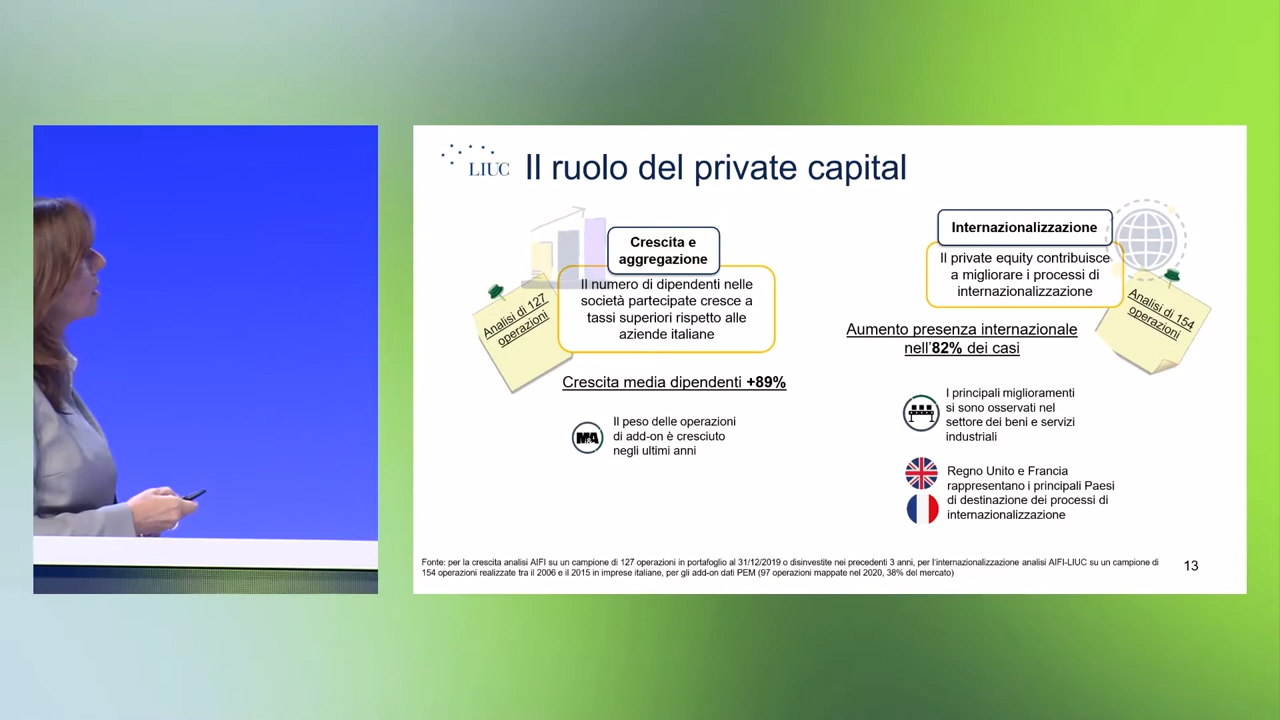 LIUC
Il ruolo del private capital
Crescita e
aggregazione
Il numero di dipendenti nelle
società partecipate cresce a
tassi superiori rispetto alle
aziende italiane
Analisi di 127
operazioni
Crescita media dipendenti +89%
M&A
Il peso delle operazioni
di add-on è cresciuto
negli ultimi anni
Internazionalizzazione
Il private equity contribuisce
a migliorare i processi di
internazionalizzazione
Analisi di 154
operazioni
Aumento presenza internazionale
nell'82% dei casi
I principali miglioramenti
si sono osservati nel
settore dei beni e servizi
industriali
Regno Unito e Francia
rappresentano i principali Paesi
di destinazione dei processi di
internazionalizzazione
Fonte: per la crescita analisi AIFI su un campione di 127 operazioni in portafoglio al 31/12/2019 o disinvestite nei precedenti 3 anni, per l'internazionalizzazione analisi AIFI-LIUC su un campione di
154 operazioni realizzate tra il 2006 e il 2015 in imprese italiane, per gli add-on dati PEM (97 operazioni mappate nel 2020, 38% del mercato)
13